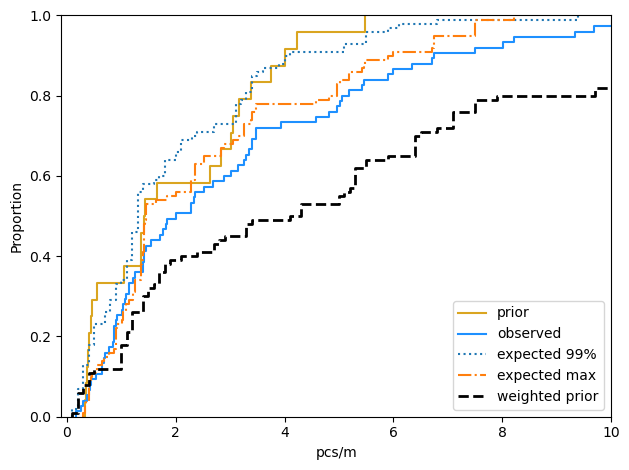 1.0
0.8
0.6
0.4
0.2
0.0
Proportion
0
2
4
6
8
10
pcs/m
prior
observed
expected 99%
expected max
weighted prior